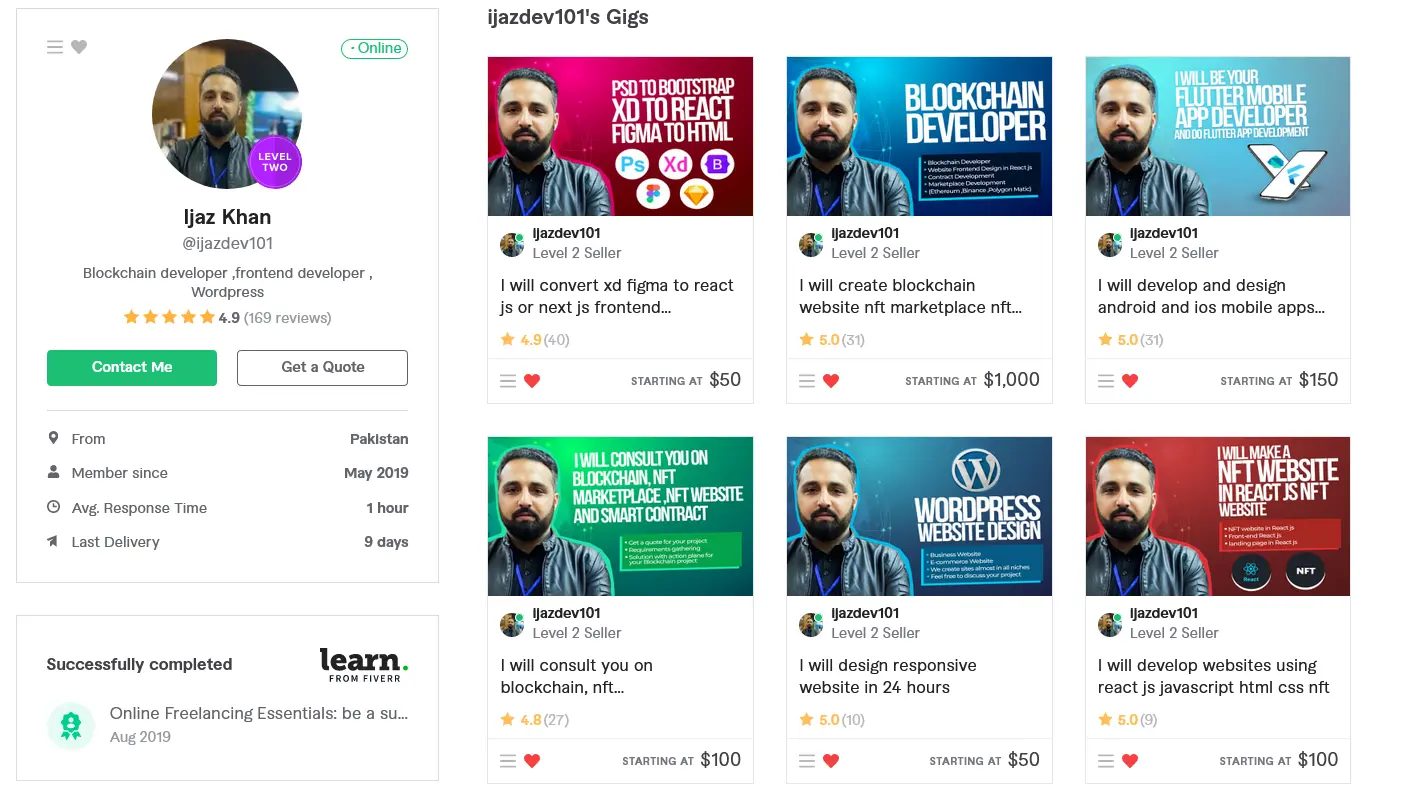 · Online
LEVEL
TWO
Ijaz Khan
@ijazdev101
Blockchain developer ,frontend developer ,
Wordpress
4.9 (169 reviews)
Contact Me
Get a Quote
From Pakistan
Member since May 2019
Avg. Response Time 1 hour
Last Delivery 9 days
Successfully completed
learn.
FROM FIVERR
Online Freelancing Essentials: be a su...
Aug 2019
ijazdev101's Gigs
PSD TO BOOTSTRAP
XD TO REACT
FIGMA TO HTML
Ps
Xd
B
ijazdev101
Level 2 Seller
I will convert xd figma to react
js or next js frontend...
4.9(40)
STARTING AT $50
BLOCKCHAIN
DEVELOPER
• Blockchain Developer
• Website Frontend Design in React js
• Contract Development
• Marketplace Development
• (Ethereum ,Binance ,Polygon Matic)
ijazdev101
Level 2 Seller
I will create blockchain
website nft marketplace nft...
5.0(31)
STARTING AT $1,000
I WILL BE YOUR
FLUTTER MOBILE
APP DEVELOPER
AND DO FLUTTER APP DEVELOPMENT
ijazdev101
Level 2 Seller
I will develop and design
android and ios mobile apps...
5.0(31)
STARTING AT $150
I WILL CONSULT YOU ON
BLOCKCHAIN, NFT
MARKETPLACE ,NFT WEBSITE
AND SMART CONTRACT
• Get a quote for your project
• Requirements gathering
• Solution with action plane for
your Blockchain project
ijazdev101
Level 2 Seller
I will consult you on
blockchain, nft...
4.8(27)
STARTING AT $100
W
WORDPRESS
WEBSITE DESIGN
• Business Website
• E-commerce Website
• We create sites almost in all niches
• Feel free to discuss your project
ijazdev101
Level 2 Seller
I will design responsive
website in 24 hours
5.0(10)
STARTING AT $50
I WILL MAKE A
NFT WEBSITE
IN REACT JS NFT
WEBSITE
• NFT website in React js
• Front-end React js
• landing page in React js
React
NFT
ijazdev101
Level 2 Seller
I will develop websites using
react js javascript html css nft
5.0(9)
STARTING AT $100